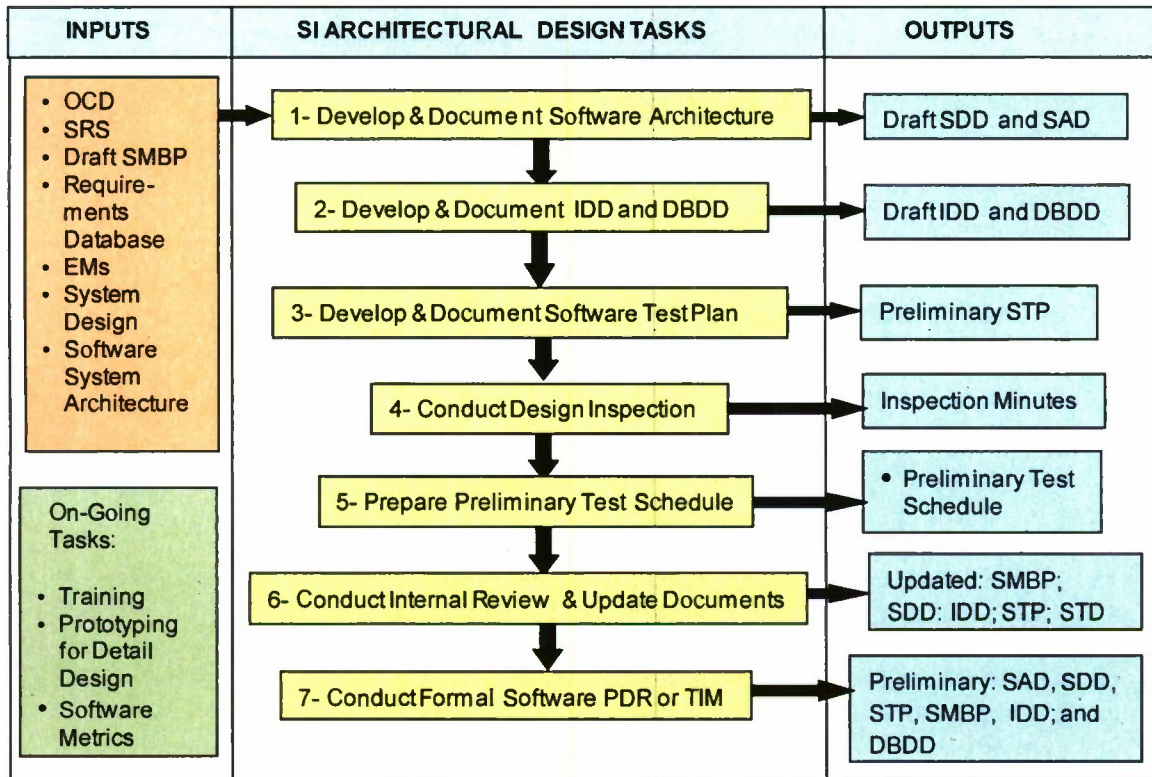 INPUTS
SI ARCHITECTURAL DESIGN TASKS
OUTPUTS
• OCD
• SRS
• Draft SMBP
• Require-
ments
Database
• EMs
• System
Design
• Software
System
Architecture
On-Going
Tasks:
• Training
• Prototyping
for Detail
Design
• Software
Metrics
1- Develop & Document Software Architecture
Draft SDD and SAD
2- Develop & Document IDD and DBDD
Draft IDD and DBDD
3- Develop & Document Software Test Plan
Preliminary STP
4- Conduct Design Inspection
Inspection Minutes
5- Prepare Preliminary Test Schedule
• Preliminary Test
Schedule
6- Conduct Internal Review & Update Documents
Updated: SMBP;
SDD: IDD; STP; STD
7- Conduct Formal Software PDR or TIM
Preliminary: SAD, SDD,
STP, SMBP, IDD; and
DBDD